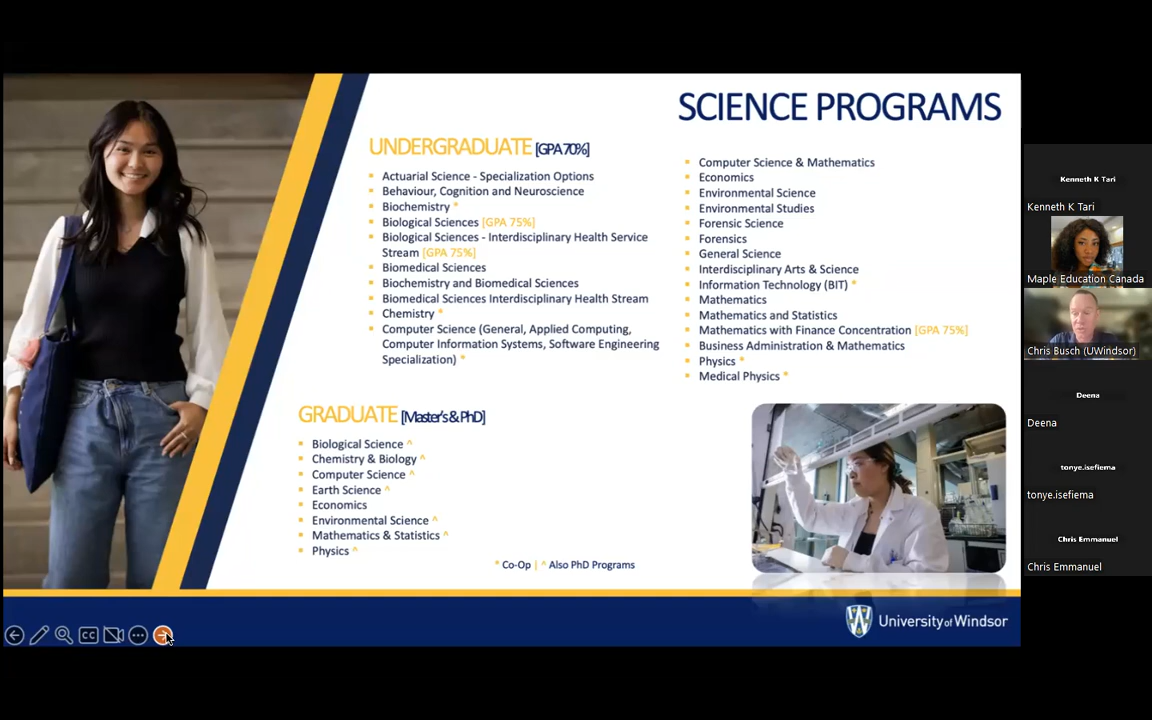 SCIENCE PROGRAMS
UNDERGRADUATE [GPA 70%]
Actuarial Science - Specialization Options
Behaviour, Cognition and Neuroscience
Biochemistry *
Biological Sciences [GPA 75%]
Biological Sciences - Interdisciplinary Health Service
Stream [GPA 75%]
Biomedical Sciences
Biochemistry and Biomedical Sciences
Biomedical Sciences Interdisciplinary Health Stream
Chemistry *
Computer Science (General, Applied Computing,
Computer Information Systems, Software Engineering
Specialization) *
Computer Science & Mathematics
Economics
Environmental Science
Environmental Studies
Forensic Science
Forensics
General Science
Interdisciplinary Arts & Science
Information Technology (BIT) *
Mathematics
Mathematics and Statistics
Mathematics with Finance Concentration [GPA 75%]
Business Administration & Mathematics
Physics *
Medical Physics *
GRADUATE [Master's & PhD]
Biological Science ^
Chemistry & Biology ^
Computer Science ^
Earth Science ^
Economics
Environmental Science ^
Mathematics & Statistics ^
Physics ^
* Co-Op | ^ Also PhD Programs
University of Windsor
CC
Kenneth K Tari
Kenneth K Tari
Maple Education Canada
Chris Busch (UWindsor)
Deena
Deena
tonye.isefiema
tonye.isefiema
Chris Emmanuel
Chris Emmanuel